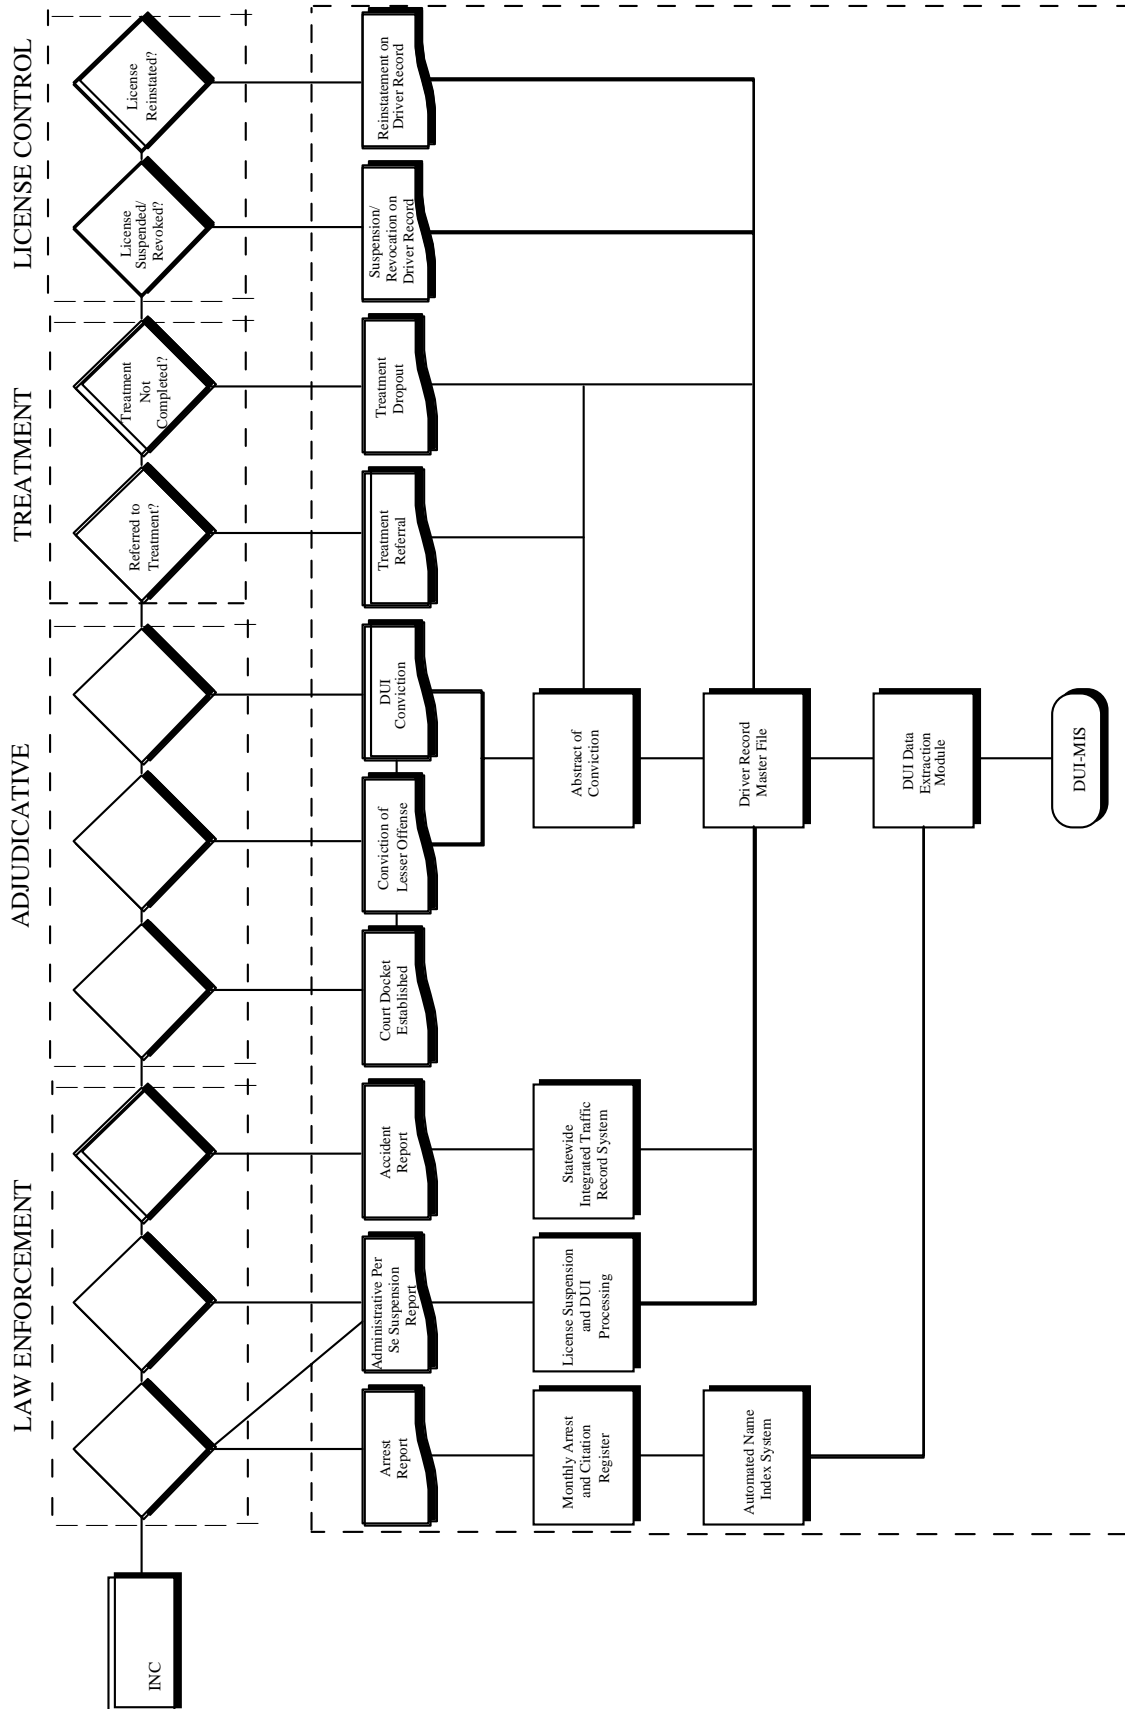 LAW ENFORCEMENT
ADJUDICATIVE
TREATMENT
LICENSE CONTROL
INC
Referred to
Treatment?
Treatment
Not
Completed?
License
Suspended/
Revoked?
License
Reinstated?
Arrest
Report
Administrative Per
Se Suspension
Report
Accident
Report
Court Docket
Established
Conviction of
Lesser Offense
DUI
Conviction
Treatment
Referral
Treatment
Dropout
Suspension/
Revocation on
Driver Record
Reinstatement on
Driver Record
Monthly Arrest
and Citation
Register
License Suspension
and DUI
Processing
Statewide
Integrated Traffic
Record System
Abstract of
Conviction
Automated Name
Index System
Driver Record
Master File
DUI Data
Extraction
Module
DUI-MIS